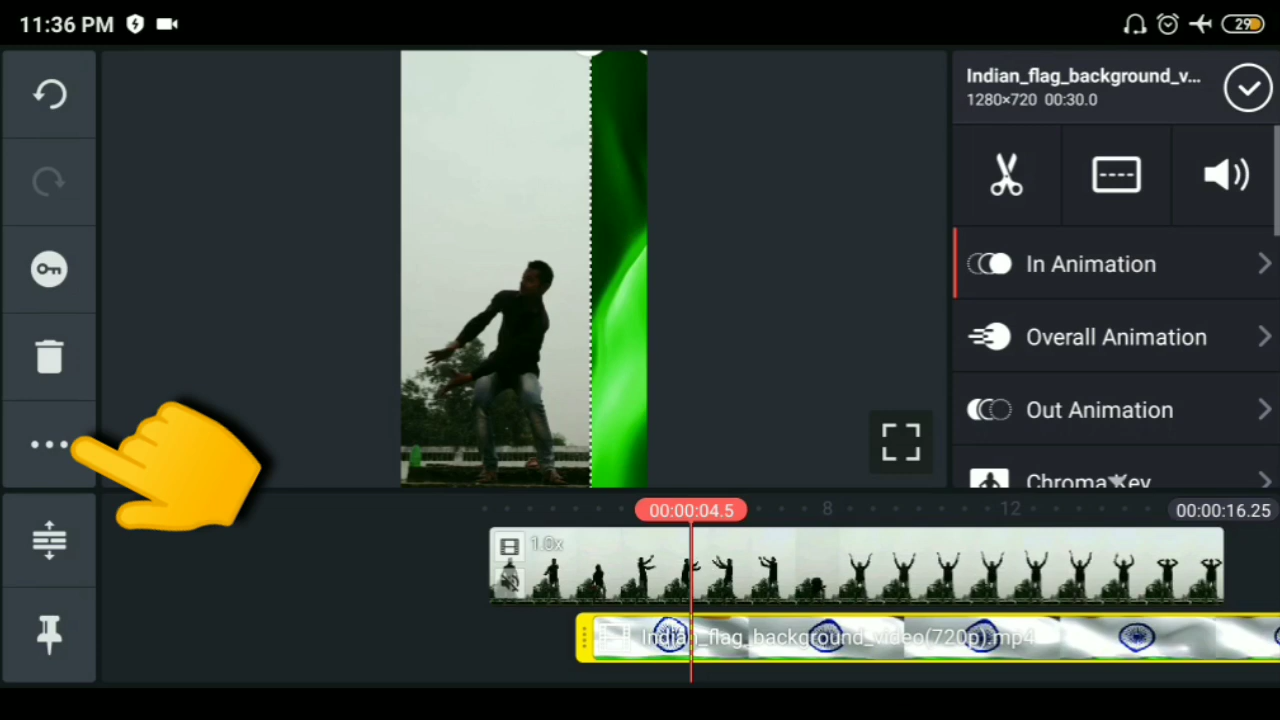 11:36 PM
29
Indian_flag_background_v...
1280×720 00:30.0
In Animation
Overall Animation
Out Animation
Chroma Key
00:00:04.5
8
12
00:00:16.25
1.0x
Indian_flag_background_video(720p).mp4